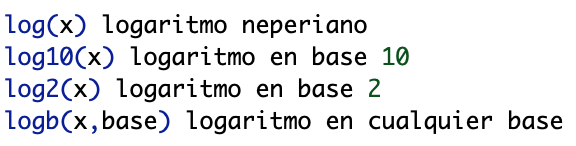 log(x) logaritmo neperiano
log10(x) logaritmo en base 10
log2(x) logaritmo en base 2
logb(x,base) logaritmo en cualquier base